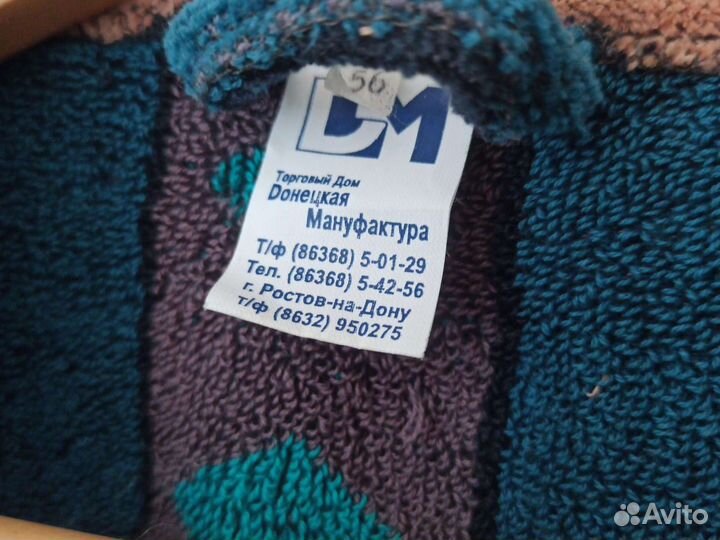 56
DM
Торговый Дом
Dонецкая
Мануфактура
Т/ф (86368) 5-01-29
Тел. (86368) 5-42-56
г. Ростов-на-Дону
т/ф (8632) 950275
Avito